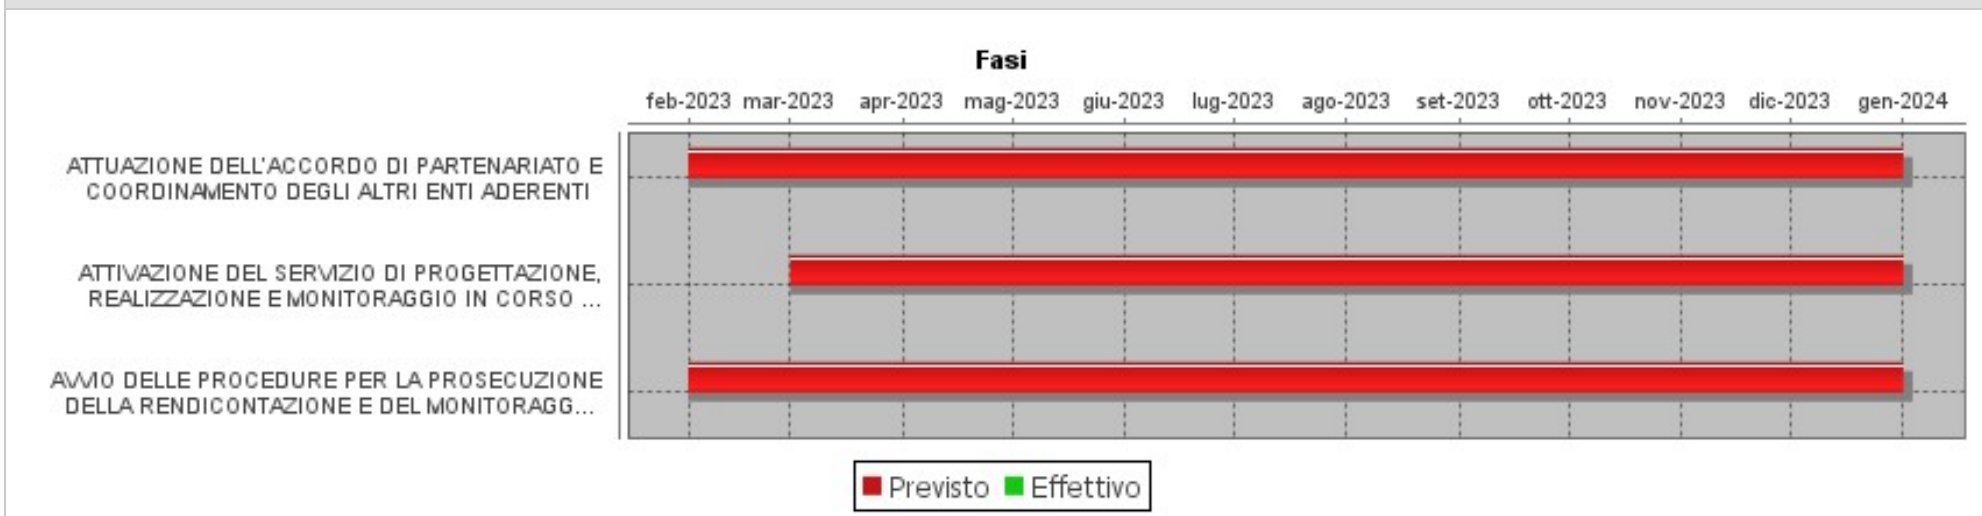 Fasi
feb-2023 mar-2023 apr-2023 mag-2023 giu-2023 lug-2023 ago-2023 set-2023 ott-2023 nov-2023 dic-2023 gen-2024
ATTUAZIONE DELL'ACCORDO DI PARTENARIATO E
COORDINAMENTO DEGLI ALTRI ENTI ADERENTI
ATTIVAZIONE DEL SERVIZIO DI PROGETTAZIONE,
REALIZZAZIONE E MONITORAGGIO IN CORSO ...
AVVIO DELLE PROCEDURE PER LA PROSECUZIONE
DELLA RENDICONTAZIONE E DEL MONITORAGG...
Previsto Effettivo